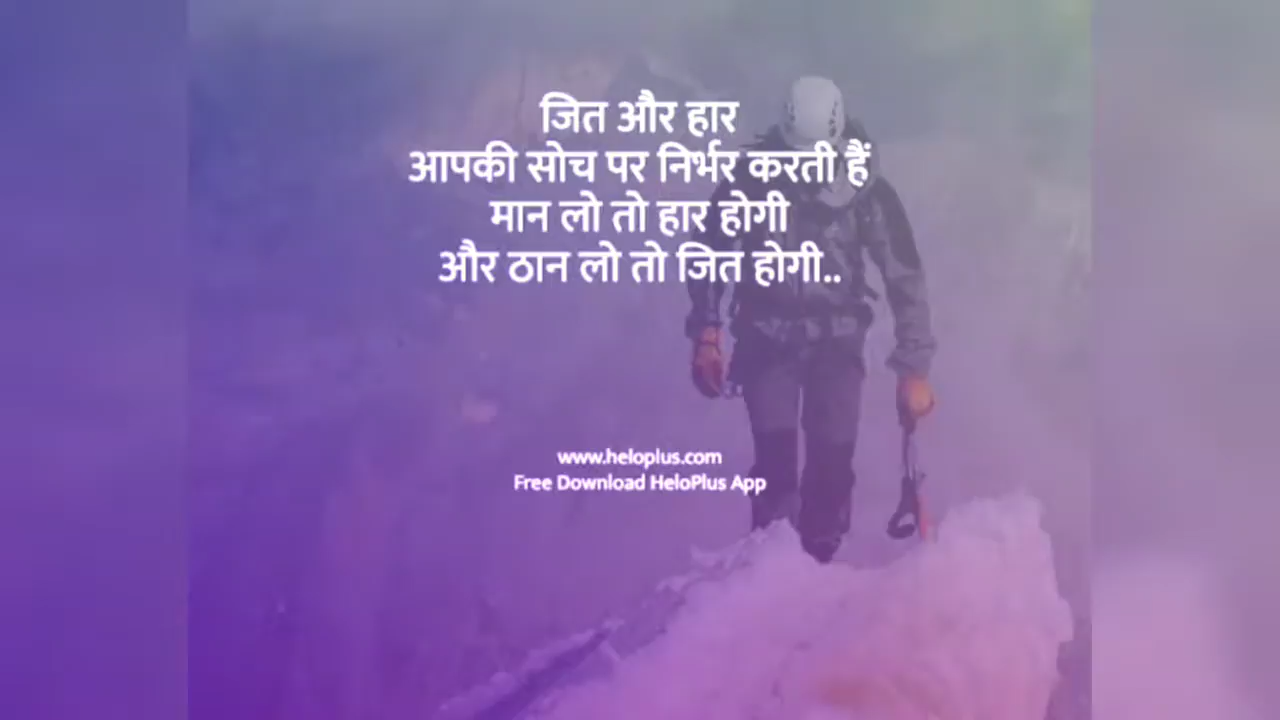 जित और हार
आपकी सोच पर निर्भर करती हैं
मान लो तो हार होगी
और ठान लो तो जित होगी..
www.heloplus.com
Free Download HeloPlus App